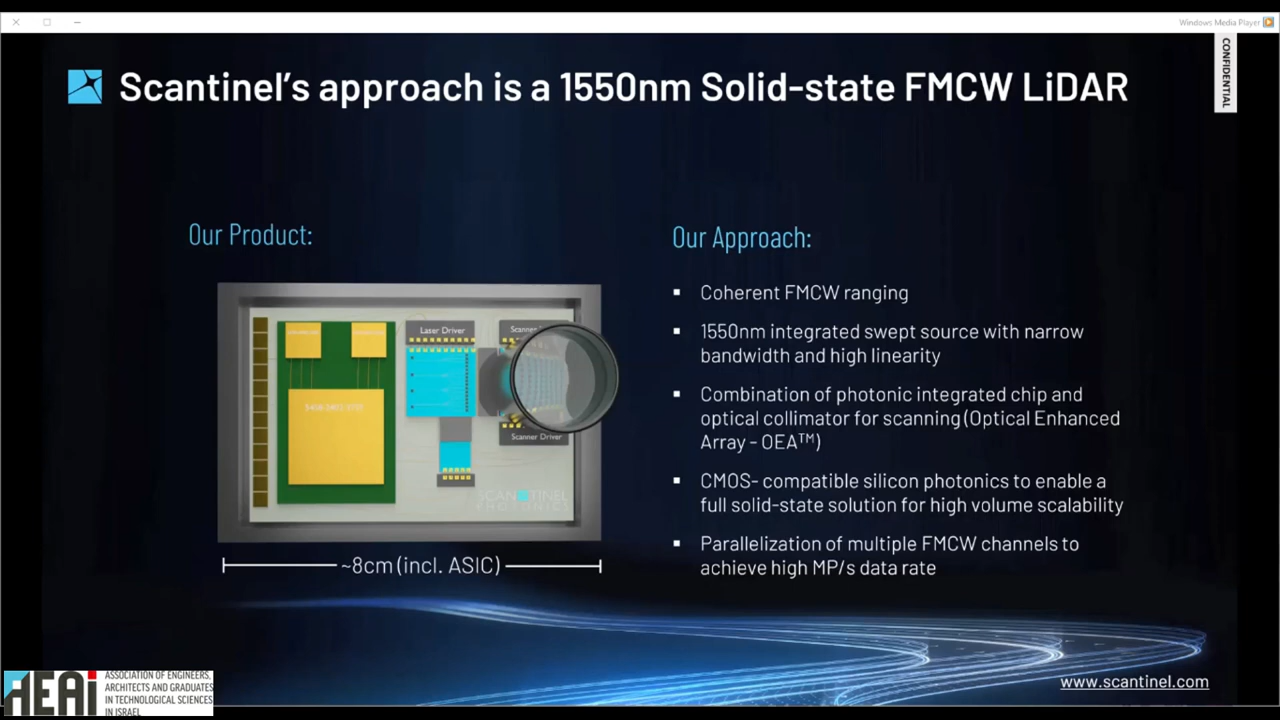 Windows Media Player
CONFIDENTIAL
Scantinel's approach is a 1550nm Solid-state FMCW LiDAR
Our Product:
Laser Driver
Scanner
Scanner Driver
SCANTINEL
PHOTONICS
~8cm (incl. ASIC)
Our Approach:
▪ Coherent FMCW ranging
▪ 1550nm integrated swept source with narrow
bandwidth and high linearity
▪ Combination of photonic integrated chip and
optical collimator for scanning (Optical Enhanced
Array - OEA™)
▪ CMOS- compatible silicon photonics to enable a
full solid-state solution for high volume scalability
▪ Parallelization of multiple FMCW channels to
achieve high MP/s data rate
www.scantinel.com
AEAi
ASSOCIATION OF ENGINEERS,
ARCHITECTS AND GRADUATES
IN TECHNOLOGICAL SCIENCES
IN ISRAEL